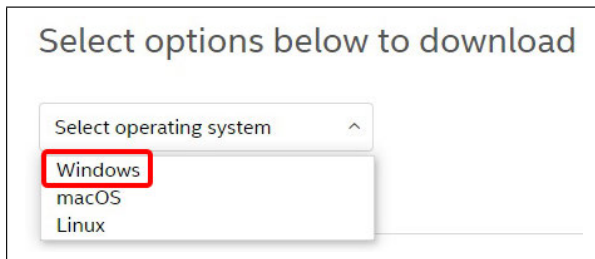 Select options below to download
Select operating system
Windows
macOS
Linux